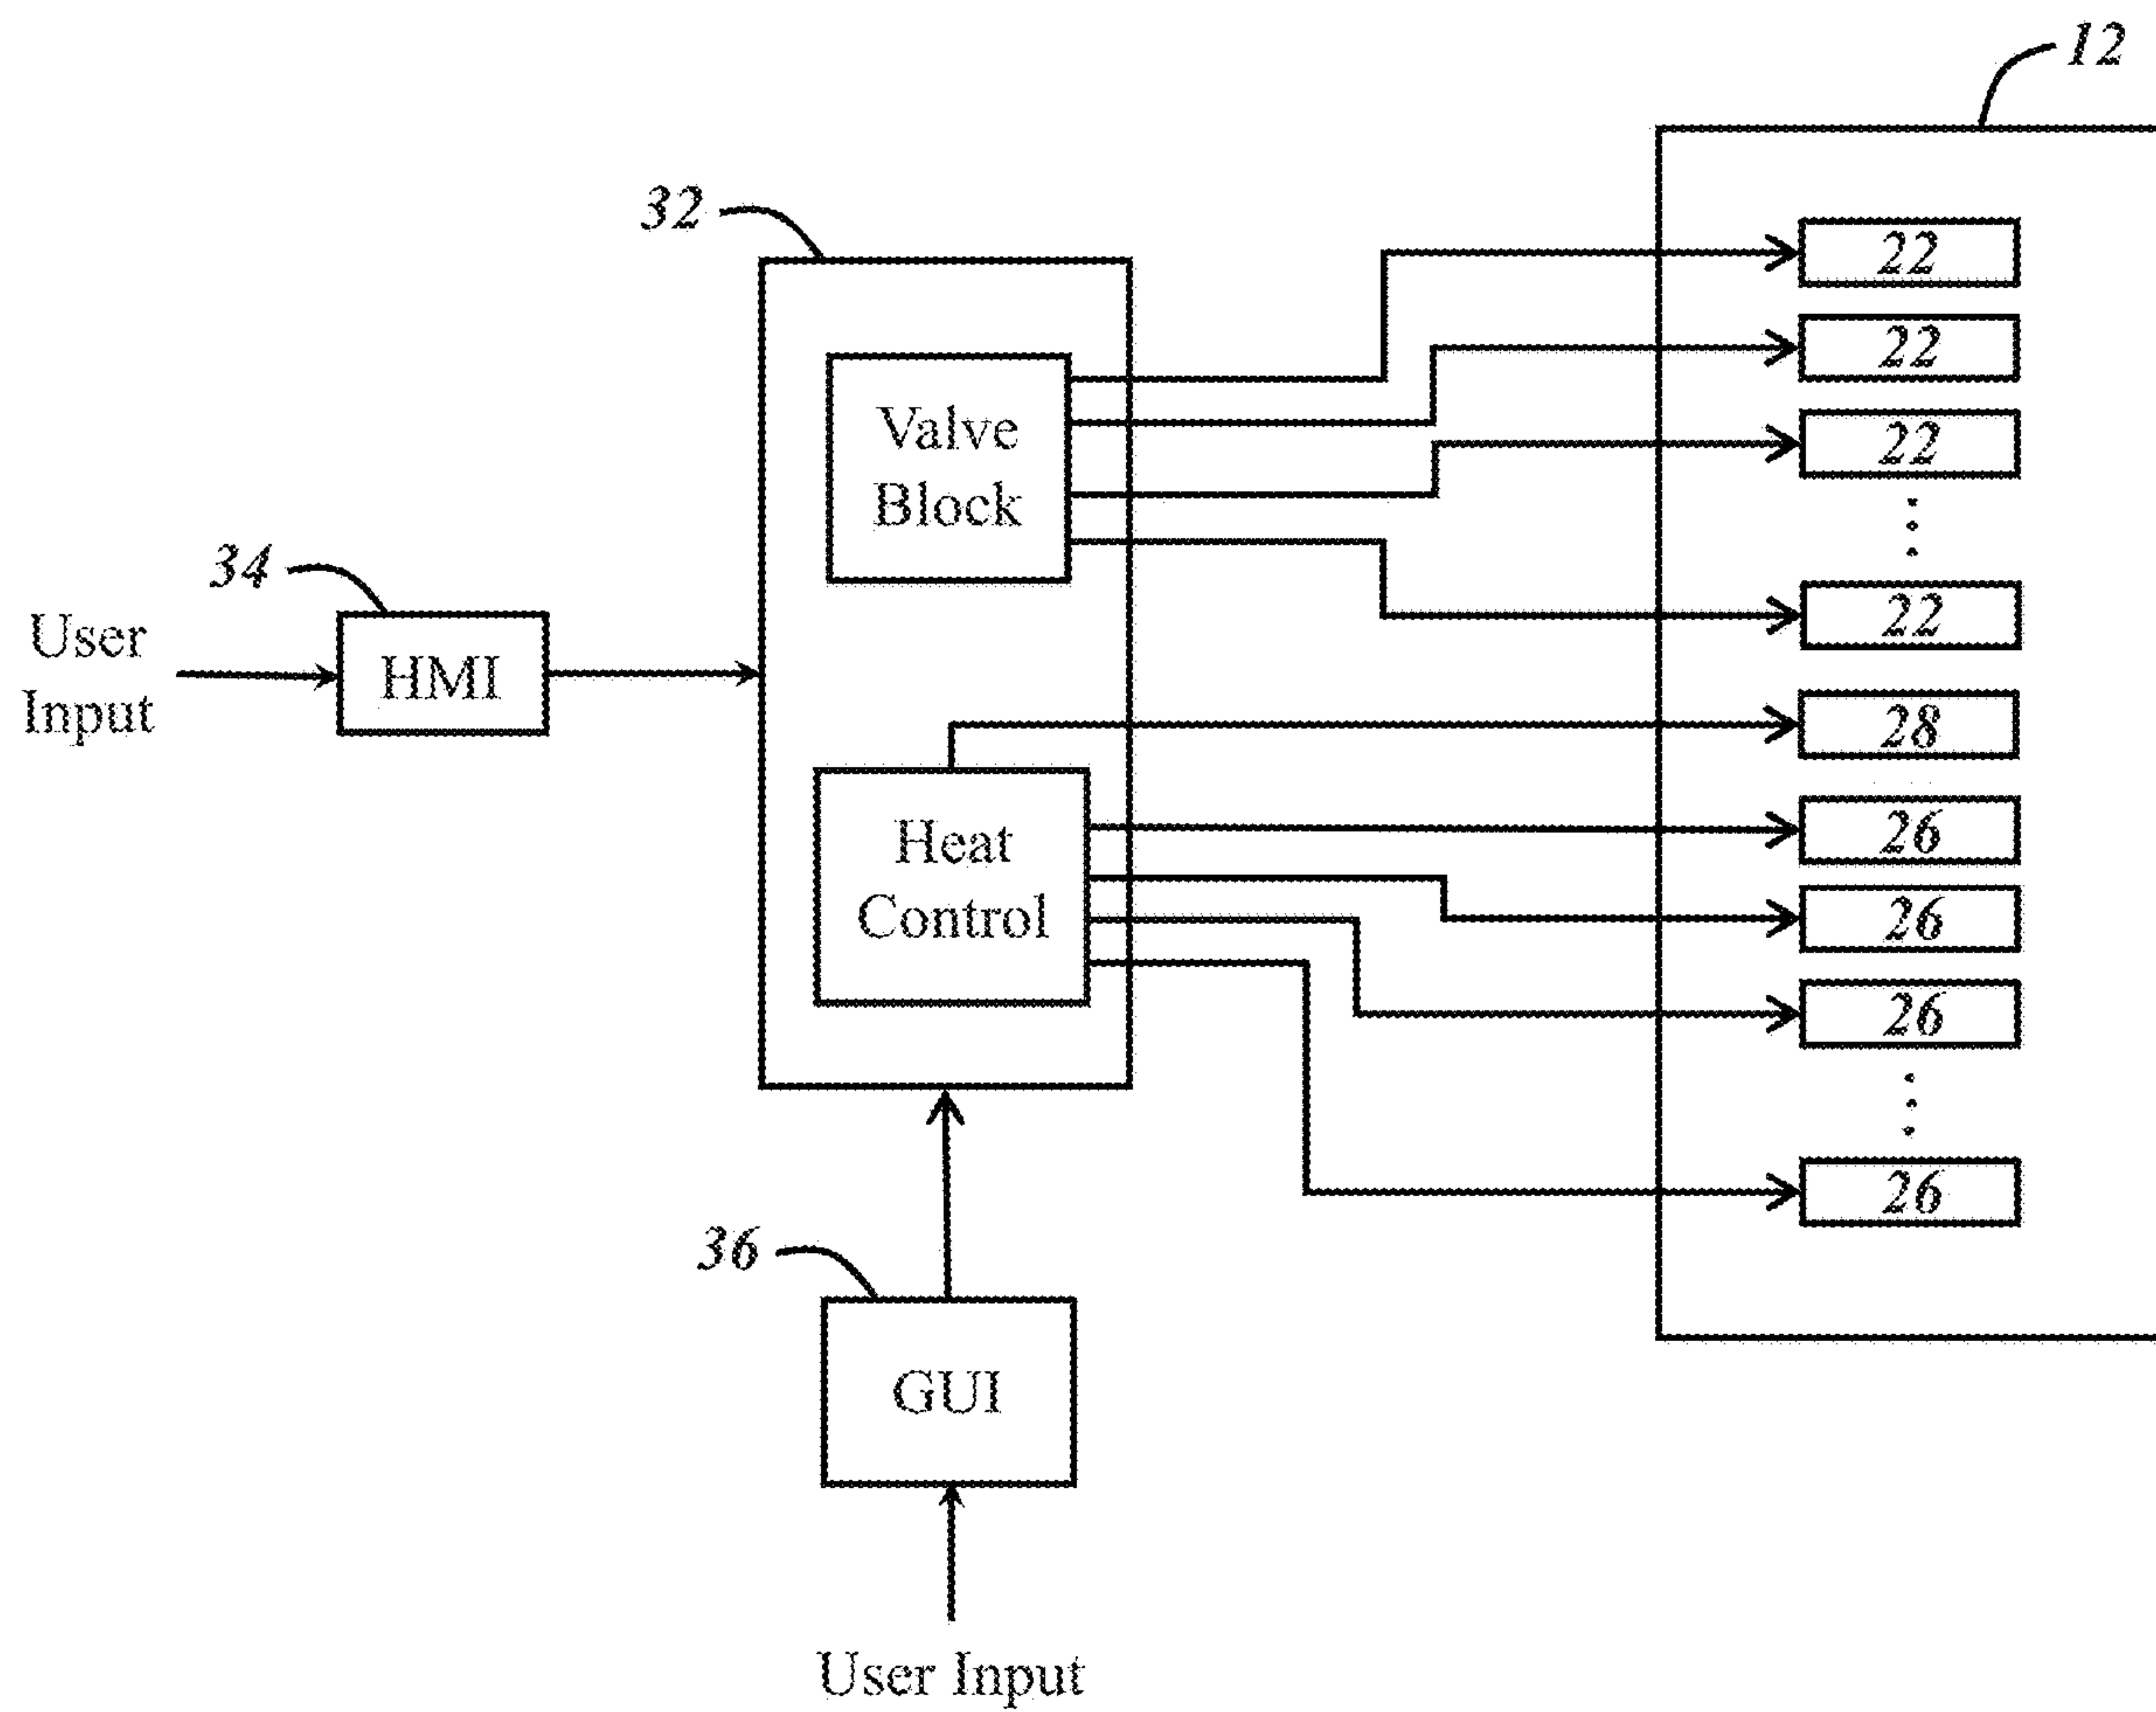 12
32
22
22
Valve
Block
22
34
22
User
Input
HMI
28
Heat
Control
26
26
26
26
36
GUI
User Input